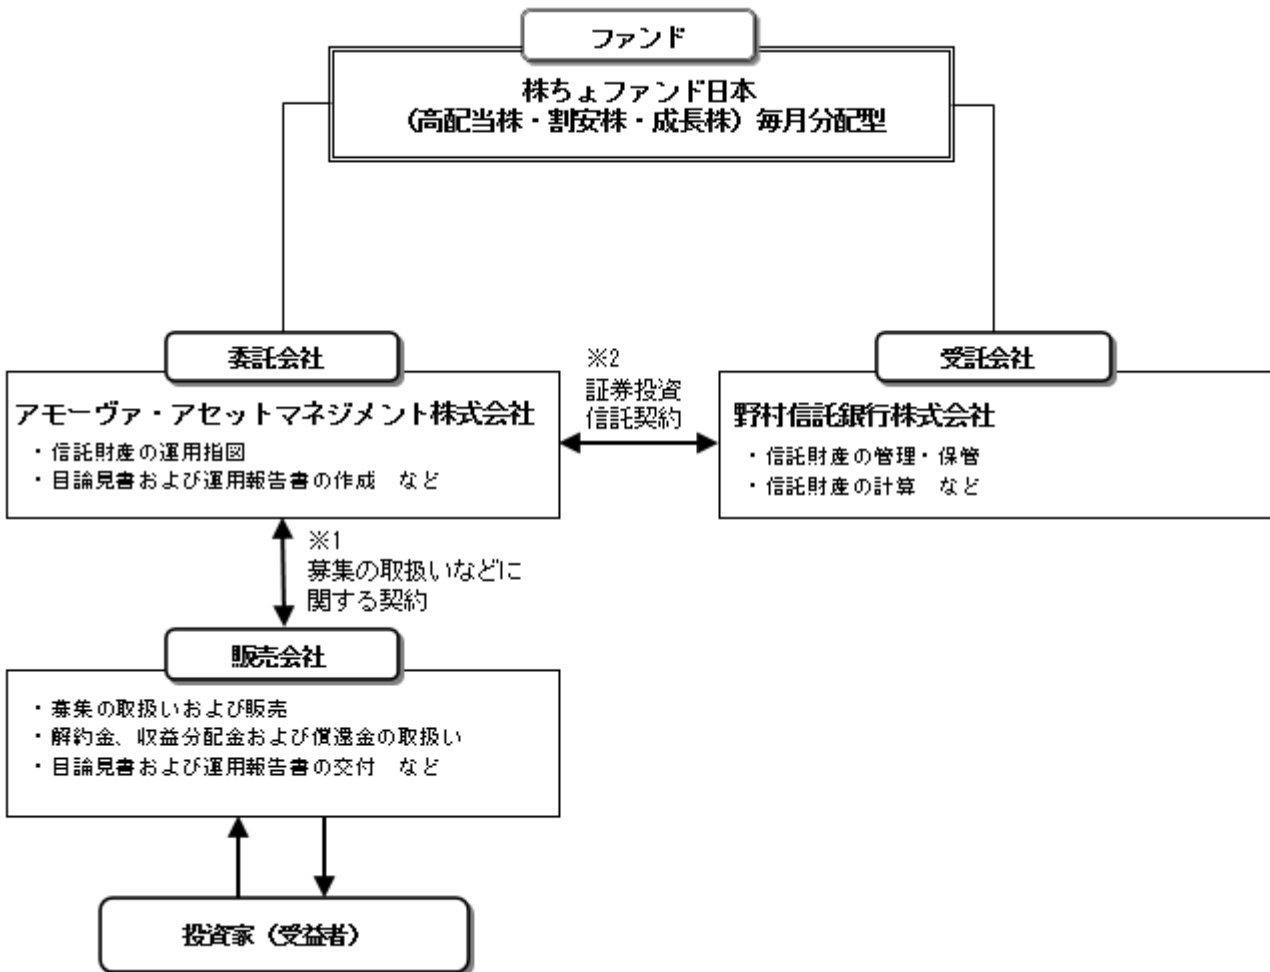 ファンド
株ちょファンド日本
(高配当株・割安株・成長株)毎月分配型
委託会社
アモーヴァ・アセットマネジメント株式会社
・信託財産の運用指図
・目論見書および運用報告書の作成 など
※2
証券投資
信託契約
受託会社
野村信託銀行株式会社
・信託財産の管理・保管
・信託財産の計算 など
※1
募集の取扱いなどに
関する契約
販売会社
・募集の取扱いおよび販売
・解約金、収益分配金および償還金の取扱い
・目論見書および運用報告書の交付 など
投資家(受益者)